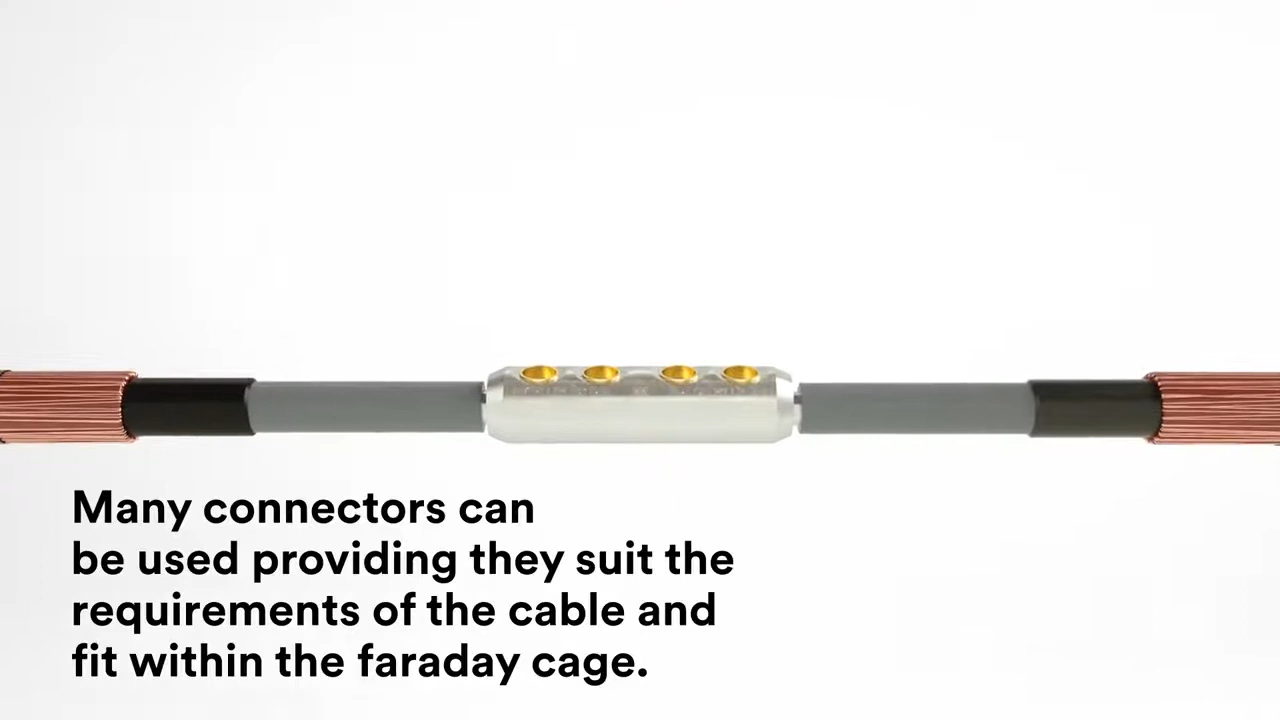 Many connectors can
be used providing they suit the
requirements of the cable and
fit within the faraday cage.